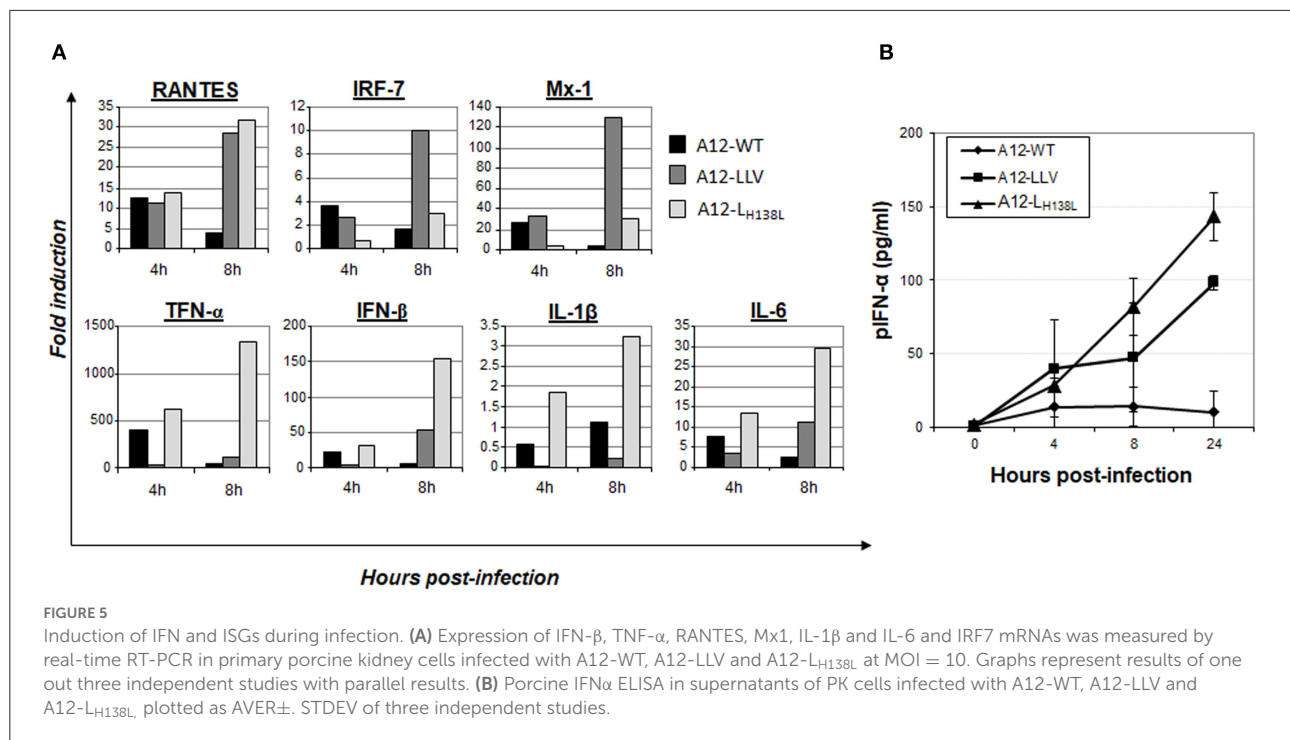 A
B
RANTES
IRF-7
Mx-1
35
30
25
20
15
10
5
0
4h
8h
12
10
8
6
4
2
0
4h
8h
140
120
100
80
60
40
20
0
4h
8h
A12-WT
A12-LLV
A12-LH138L
TFN-α
IFN-β
IL-1β
IL-6
1500
1000
500
0
4h
8h
200
150
100
50
0
4h
8h
3.5
3
2.5
2
1.5
1
0.5
0
4h
8h
35
30
25
20
15
10
5
0
4h
8h
Fold induction
Hours post-infection
pIFN-α (pg/ml)
200
150
100
50
0
A12-WT
A12-LLV
A12-LH138L
0
4
8
24
Hours post-infection
FIGURE 5
Induction of IFN and ISGs during infection. (A) Expression of IFN-β, TNF-α, RANTES, Mx1, IL-1β and IL-6 and IRF7 mRNAs was measured by
real-time RT-PCR in primary porcine kidney cells infected with A12-WT, A12-LLV and A12-LH138L at MOI = 10. Graphs represent results of one
out three independent studies with parallel results. (B) Porcine IFNα ELISA in supernatants of PK cells infected with A12-WT, A12-LLV and
A12-LH138L, plotted as AVER±. STDEV of three independent studies.